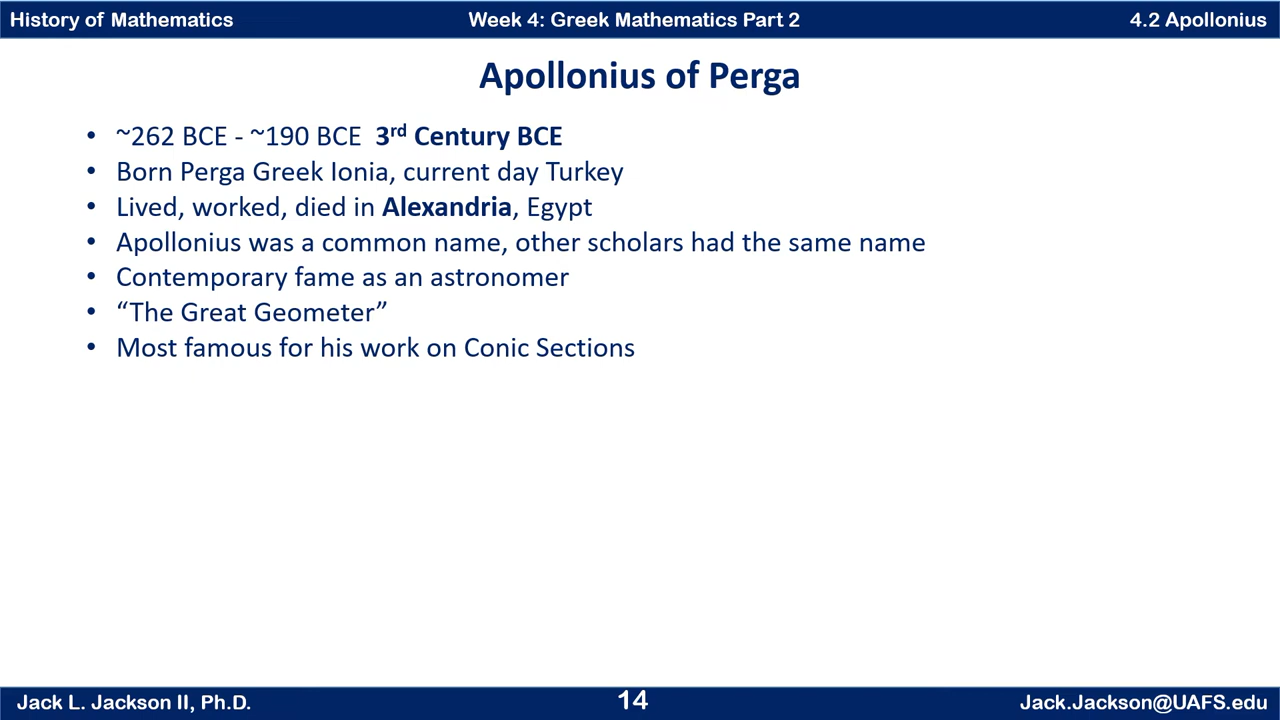 History of Mathematics
Week 4: Greek Mathematics Part 2
4.2 Apollonius
Apollonius of Perga
• ~262 BCE - ~190 BCE 3rd Century BCE
• Born Perga Greek Ionia, current day Turkey
• Lived, worked, died in Alexandria, Egypt
• Apollonius was a common name, other scholars had the same name
• Contemporary fame as an astronomer
• “The Great Geometer”
• Most famous for his work on Conic Sections
Jack L. Jackson II, Ph.D.
14
Jack.Jackson@UAFS.edu